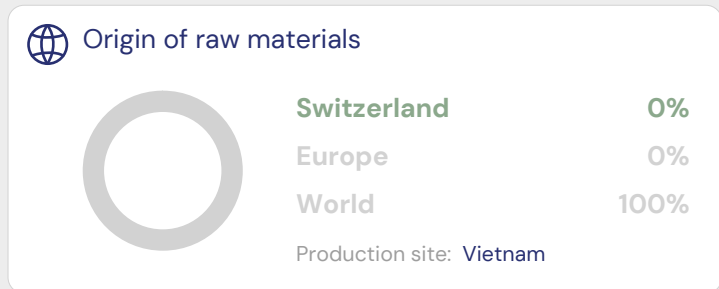 Origin of raw materials
Switzerland 0%
Europe 0%
World 100%
Production site: Vietnam